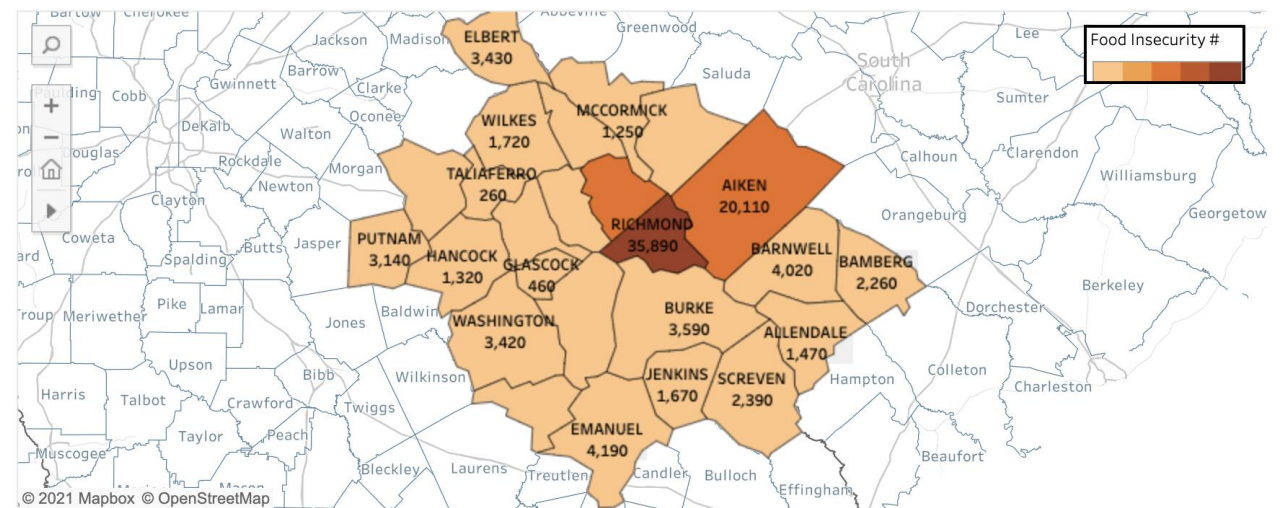 Bartow
Cherokee
Abbeville
Greenwood
Jackson
Madison
ELBERT
3,430
Lee
Food Insecurity #
Barrow
Saluda
South
Carolina
Gwinnett
Clarke
Paulding
Cobb
Sumter
Oconee
WILKES
1,720
MCCORMICK
1,250
DeKalb
Walton
Douglas
Rockdale
Morgan
Calhoun
Clarendon
Newton
TALIAFERRO
260
AIKEN
20,110
Williamsburg
Clayton
Orangeburg
Georgetow
Coweta
Butts
Jasper
RICHMOND
35,890
PUTNAM
3,140
HANCOCK
1,320
GLASCOCK
460
BARNWELL
4,020
BAMBERG
2,260
Spalding
Berkeley
Pike
Lamar
Meriwether
Troup
Jones
Baldwin
BURKE
3,590
Dorchester
WASHINGTON
3,420
ALLENDALE
1,470
Upson
Bibb
Wilkinson
JENKINS
1,670
SCREVEN
2,390
Hampton
Colleton
Charleston
Harris
Talbot
Crawford
Twiggs
Taylor
Peach
EMANUEL
4,190
Muscogee
Bleckley
Laurens
Treutlen
Candler
Bulloch
Beaufort
Effingham
© 2021 Mapbox © OpenStreetMap